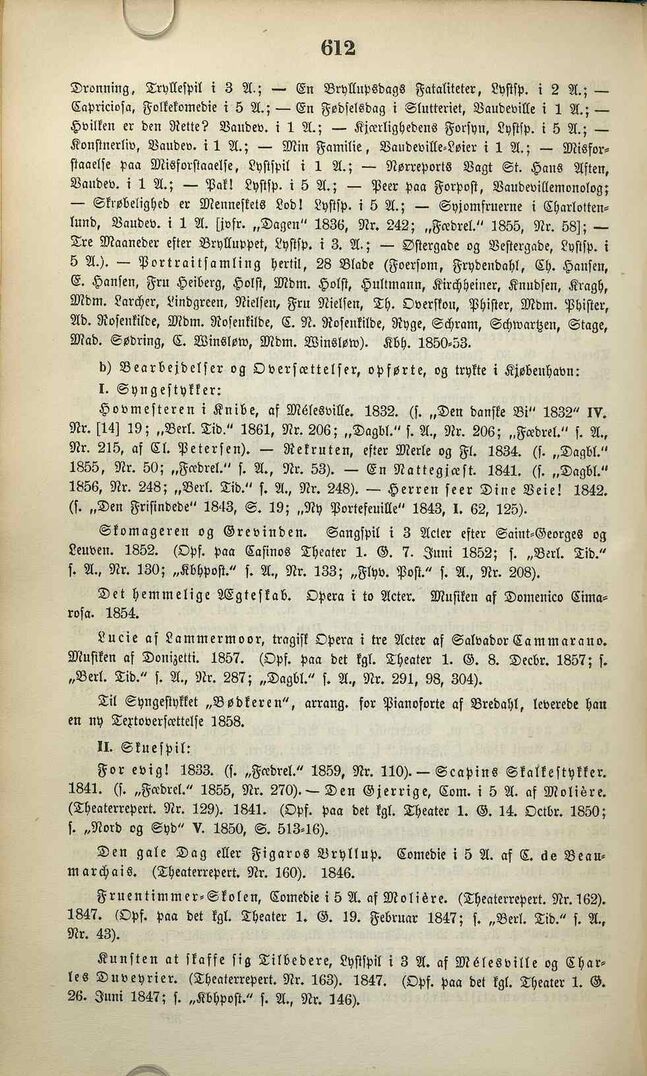 612
Dronning, Tryllespil i 3 A.; — En Bryllupsdags Fataliteter, Lystsp. i 2 A.; —
Capriciosa, Folkekomedie i 5 A.; — En Fødselsdag i Slutteriet, Vaudeville i 1 A.; —
Hvilken er den Rette? Vaudev. i 1 A.; — Kjærlighedens Forsyn, Lystsp. i 5 A.; —
Konstnerliv, Vaudev. i 1 A.; — Min Familie, Vaudeville-Løier i 1 A.; — Misfor-
staaelse paa Misforstaaelse, Lystspil i 1 A.; — Nørreports Vagt St. Hans Aften,
Vaudev. i 1 A.; — Pak! Lystsp. i 5 A.; — Peer paa Forpost, Vaudevillemonolog;
— Skrøbelighed er Menneskets Lod! Lystsp. i 5 A.; — Syjomfruerne i Charlotten-
lund, Vaudev. i 1 A. [jvfr. „Dagen" 1836, Nr. 242; „Fædrel." 1855, Nr. 58]; —
Tre Maaneder efter Brylluppet, Lystsp. i 3. A.; — Østergade og Vestergade, Lystsp. i
5 A.). — Portraitsamling hertil, 28 Blade (Foersom, Frydendahl, Ch. Hansen,
E. Hansen, Fru Heiberg, Holst, Mdm. Holst, Hultmann, Kirchheiner, Knudsen, Kragh,
Mdm. Larcher, Lindgreen, Nielsen, Fru Nielsen, Th. Overskou, Phister, Mdm. Phister,
Ad. Rosenkilde, Mdm. Rosenkilde, C. N. Rosenkilde, Ryge, Schram, Schwartzen, Stage,
Mad. Sødring, C. Winsløw, Mdm. Winsløw). Kbh. 1850-53.
b) Bearbejdelser og Oversættelser, opførte, og trykte i Kjøbenhavn:
I. Syngestykker:
Hovmesteren i Knibe, af Mélesville. 1832. (s. „Den danske Bi" 1832" IV.
Nr. [14] 19; „Berl. Tid." 1861, Nr. 206; „Dagbl." s. A., Nr. 206; „Fædrel." s. A.,
Nr. 215, af Cl. Petersen). — Rekruten, efter Merle og Fl. 1834. (s. „Dagbl."
1855, Nr. 50; „Fædrel." s. A., Nr. 53). — En Nattegjæst. 1841. (s. „Dagbl."
1856, Nr. 248; „Berl. Tid." s. A., Nr. 248). — Herren seer Dine Veie! 1842.
(s. „Den Frisindede" 1843, S. 19; „Ny Portefeuille" 1843, I. 62, 125).
Skomageren og Grevinden. Sangspil i 3 Acter efter Saint-Georges og
Leuven. 1852. (Opf. paa Casinos Theater 1. G. 7. Juni 1852; s. „Berl. Tid."
s. A., Nr. 130; „Kbhpost." s. A., Nr. 133; „Flyv. Post." s. A., Nr. 208).
Det hemmelige Ægteskab. Opera i to Acter. Musiken af Domenico Cima-
rosa. 1854.
Lucie af Lammermoor, tragisk Opera i tre Acter af Salvador Cammarano.
Musiken af Donizetti. 1857. (Opf. paa det kgl. Theater 1. G. 8. Decbr. 1857; s.
„Berl. Tid." s. A., Nr. 287; „Dagbl." s. A., Nr. 291, 98, 304).
Til Syngestykket „Bødkeren", arrang. for Pianoforte af Bredahl, leverede han
en ny Textoversættelse 1858.
II. Skuespil:
For evig! 1833. (s. „Fædrel." 1859, Nr. 110). — Scapins Skalkestykker.
1841. (s. „Fædrel." 1855, Nr. 270). — Den Gjerrige, Com. i 5 A. af Molière.
(Theaterrepert. Nr. 129). 1841. (Opf. paa det kgl. Theater 1. G. 14. Octbr. 1850;
s. „Nord og Syd" V. 1850, S. 513-16).
Den gale Dag eller Figaros Bryllup. Comedie i 5 A. af C. de Beau-
marchais. (Theaterrepert. Nr. 160). 1846.
Fruentimmer-Skolen, Comedie i 5 A. af Molière. (Theaterrepert. Nr. 162).
1847. (Opf. paa det kgl. Theater 1. G. 19. Februar 1847; s. „Berl. Tid." s. A.,
Nr. 43).
Kunsten at skaffe sig Tilbedere, Lystspil i 3 A. af Mélesville og Char-
les Duveyrier. (Theaterrepert. Nr. 163). 1847. (Opf. paa det kgl. Theater 1. G.
26. Juni 1847; s. „Kbhpost." s. A., Nr. 146).